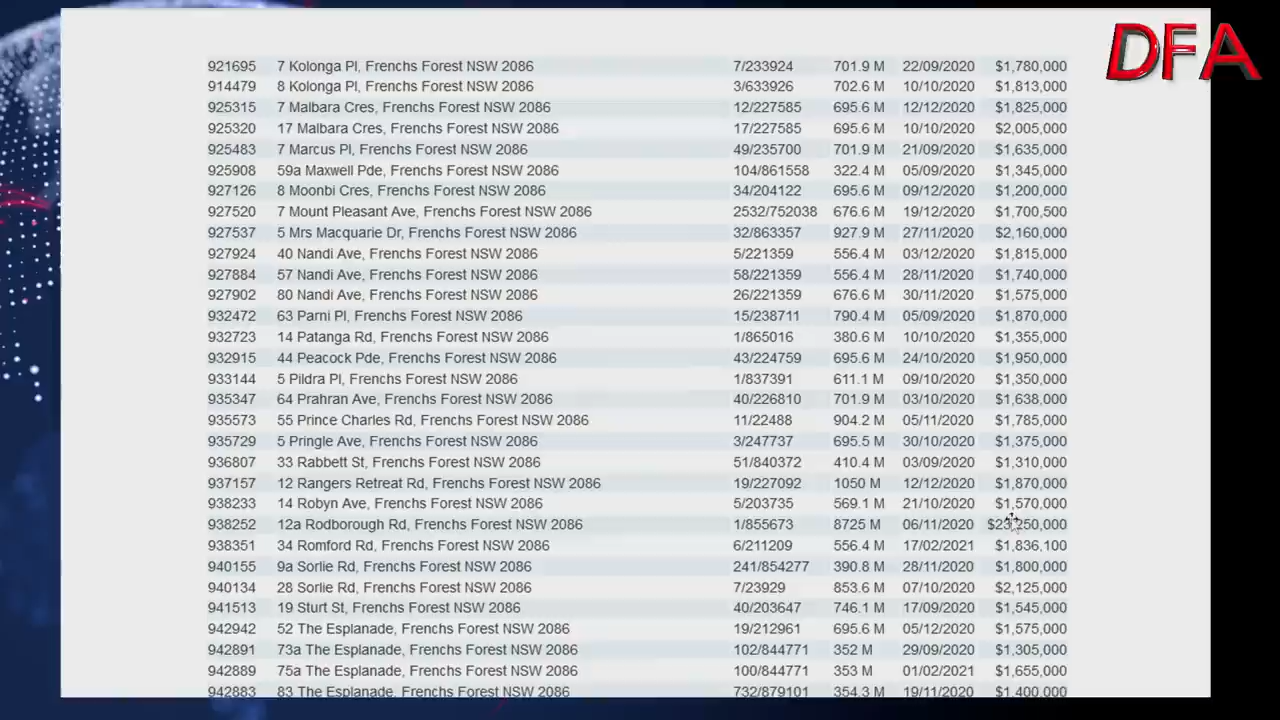 DFA
921695 7 Kolonga Pl, Frenchs Forest NSW 2086 7/233924 701.9 M 22/09/2020 $1,780,000
914479 8 Kolonga Pl, Frenchs Forest NSW 2086 3/633926 702.6 M 10/10/2020 $1,813,000
925315 7 Malbara Cres, Frenchs Forest NSW 2086 12/227585 695.6 M 12/12/2020 $1,825,000
925320 17 Malbara Cres, Frenchs Forest NSW 2086 17/227585 695.6 M 10/10/2020 $2,005,000
925483 7 Marcus Pl, Frenchs Forest NSW 2086 49/235700 701.9 M 21/09/2020 $1,635,000
925908 59a Maxwell Pde, Frenchs Forest NSW 2086 104/861558 322.4 M 05/09/2020 $1,345,000
927126 8 Moonbi Cres, Frenchs Forest NSW 2086 34/204122 695.6 M 09/12/2020 $1,200,000
927520 7 Mount Pleasant Ave, Frenchs Forest NSW 2086 2532/752038 676.6 M 19/12/2020 $1,700,500
927537 5 Mrs Macquarie Dr, Frenchs Forest NSW 2086 32/863357 927.9 M 27/11/2020 $2,160,000
927924 40 Nandi Ave, Frenchs Forest NSW 2086 5/221359 556.4 M 03/12/2020 $1,815,000
927884 57 Nandi Ave, Frenchs Forest NSW 2086 58/221359 556.4 M 28/11/2020 $1,740,000
927902 80 Nandi Ave, Frenchs Forest NSW 2086 26/221359 676.6 M 30/11/2020 $1,575,000
932472 63 Parni Pl, Frenchs Forest NSW 2086 15/238711 790.4 M 05/09/2020 $1,870,000
932723 14 Patanga Rd, Frenchs Forest NSW 2086 1/865016 380.6 M 10/10/2020 $1,355,000
932915 44 Peacock Pde, Frenchs Forest NSW 2086 43/224759 695.6 M 24/10/2020 $1,950,000
933144 5 Pildra Pl, Frenchs Forest NSW 2086 1/837391 611.1 M 09/10/2020 $1,350,000
935347 64 Prahran Ave, Frenchs Forest NSW 2086 40/226810 701.9 M 03/10/2020 $1,638,000
935573 55 Prince Charles Rd, Frenchs Forest NSW 2086 11/22488 904.2 M 05/11/2020 $1,785,000
935729 5 Pringle Ave, Frenchs Forest NSW 2086 3/247737 695.5 M 30/10/2020 $1,375,000
936807 33 Rabbett St, Frenchs Forest NSW 2086 51/840372 410.4 M 03/09/2020 $1,310,000
937157 12 Rangers Retreat Rd, Frenchs Forest NSW 2086 19/227092 1050 M 12/12/2020 $1,870,000
938233 14 Robyn Ave, Frenchs Forest NSW 2086 5/203735 569.1 M 21/10/2020 $1,570,000
938252 12a Rodborough Rd, Frenchs Forest NSW 2086 1/855673 8725 M 06/11/2020
938351 34 Romford Rd, Frenchs Forest NSW 2086 6/211209 556.4 M 17/02/2021 $1,836,100
940155 9a Sorlie Rd, Frenchs Forest NSW 2086 241/854277 390.8 M 28/11/2020 $1,800,000
940134 28 Sorlie Rd, Frenchs Forest NSW 2086 7/23929 853.6 M 07/10/2020 $2,125,000
941513 19 Sturt St, Frenchs Forest NSW 2086 40/203647 746.1 M 17/09/2020 $1,545,000
942942 52 The Esplanade, Frenchs Forest NSW 2086 19/212961 695.6 M 05/12/2020 $1,575,000
942891 73a The Esplanade, Frenchs Forest NSW 2086 102/844771 352 M 29/09/2020 $1,305,000
942889 75a The Esplanade, Frenchs Forest NSW 2086 100/844771 353 M 01/02/2021 $1,655,000
942883 83 The Esplanade, Frenchs Forest NSW 2086 732/879101 354.3 M 19/11/2020 $1,400,000